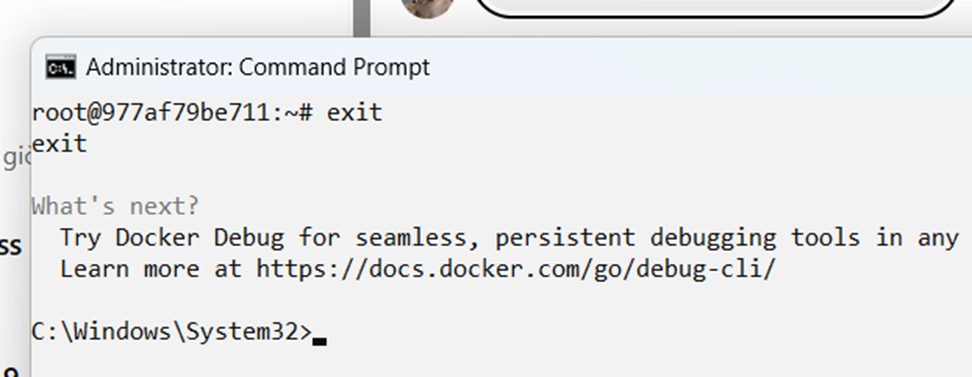 Administrator: Command Prompt
root@977af79be711:~# exit
exit
What's next?
Try Docker Debug for seamless, persistent debugging tools in any
Learn more at https://docs.docker.com/go/debug-cli/
C:\Windows\System32>